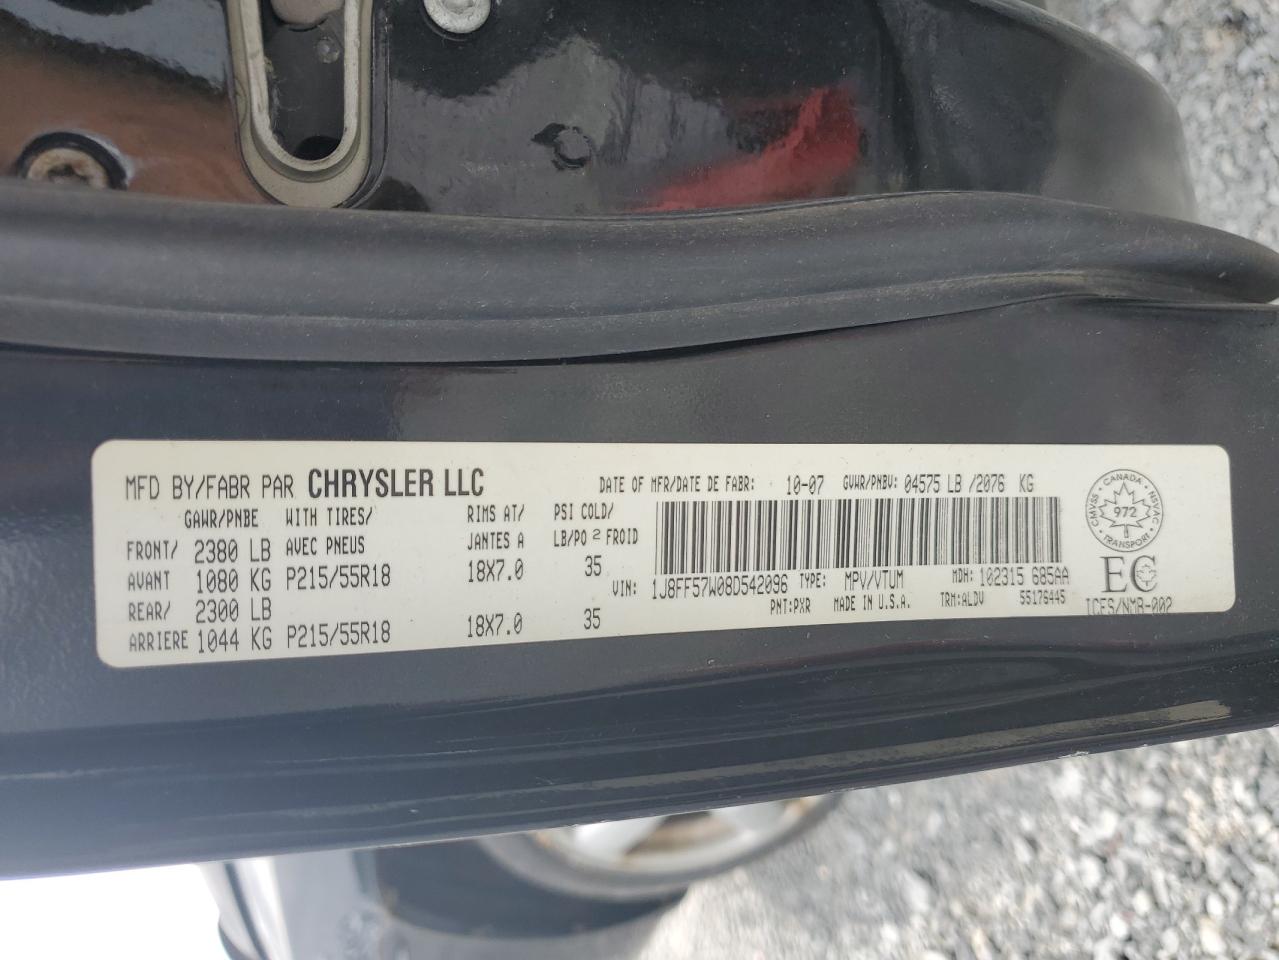 MFD BY/FABR PAR CHRYSLER LLC
DATE OF MFR/DATE DE FABR: 10-07 GVWR/PNBV: 04575 LB /2076 KG
GAWR/PNBE WITH TIRES/ RIMS AT/ PSI COLD/
AVEC PNEUS JANTES A LB/PO 2 FROID
FRONT/ 2380 LB
AVANT 1080 KG P215/55R18 18X7.0 35
REAR/ 2300 LB
ARRIERE 1044 KG P215/55R18 18X7.0 35
VIN: 1J8FF57W08D542096 TYPE: MPV/VTUM MDH: 102315 685AA
PNT:PXR MADE IN U.S.A. TRM:ALDV 55176445
CANADA
CMVSS NSVAC
972
TRANSPORT
EC
ICES/NMB-002